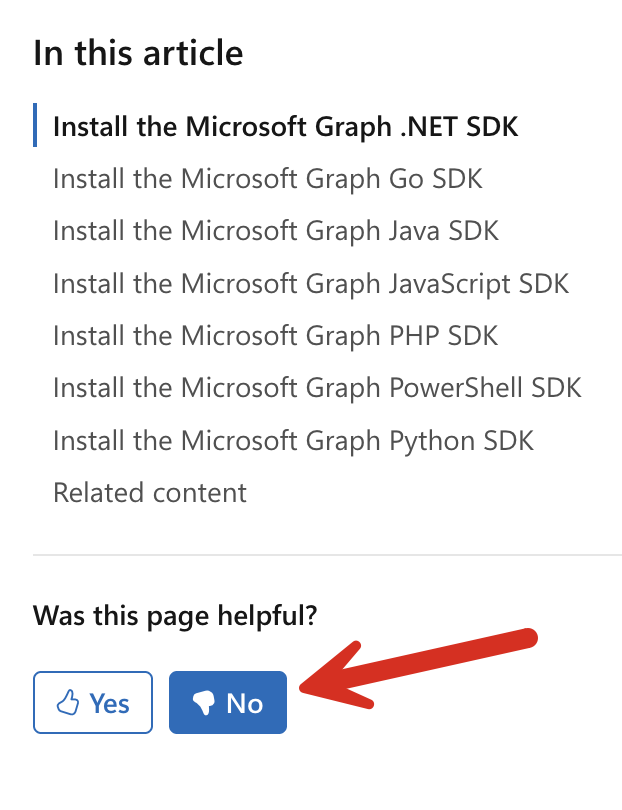 In this article
Install the Microsoft Graph .NET SDK
Install the Microsoft Graph Go SDK
Install the Microsoft Graph Java SDK
Install the Microsoft Graph JavaScript SDK
Install the Microsoft Graph PHP SDK
Install the Microsoft Graph PowerShell SDK
Install the Microsoft Graph Python SDK
Related content
Was this page helpful?
Yes No